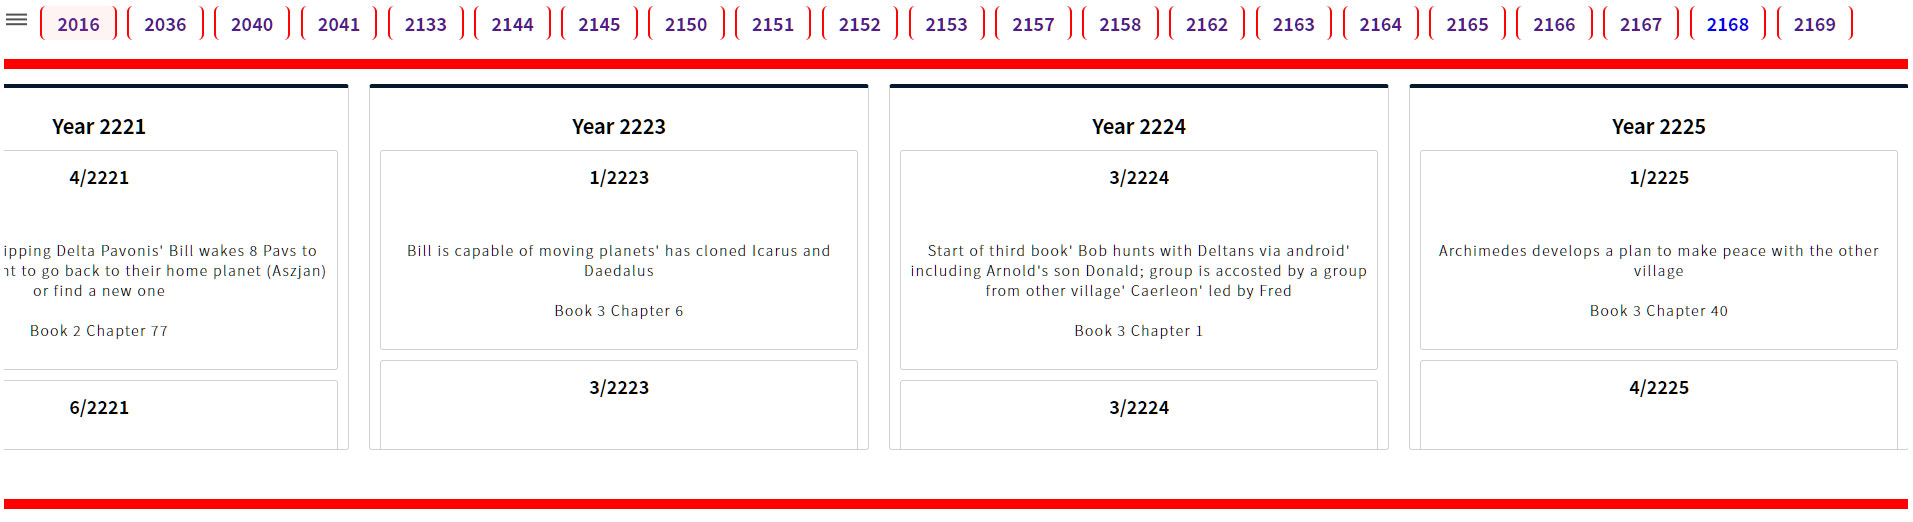 2016 2036 2040 2041 2133 2144 2145 2150 2151 2152 2153 2157 2158 2162 2163 2164 2165 2166 2167 2168 2169
Year 2221
4/2221
Delta Pavonis' Bill wakes 8 Pavs to
to go back to their home planet (Aszjan)
or find a new one
Book 2 Chapter 77
6/2221
Year 2223
1/2223
Bill is capable of moving planets' has cloned Icarus and
Daedalus
Book 3 Chapter 6
3/2223
Year 2224
3/2224
Start of third book' Bob hunts with Deltans via android'
including Arnold's son Donald; group is accosted by a group
from other village' Caerleon' led by Fred
Book 3 Chapter 1
3/2224
Year 2225
1/2225
Archimedes develops a plan to make peace with the other
village
Book 3 Chapter 40
4/2225